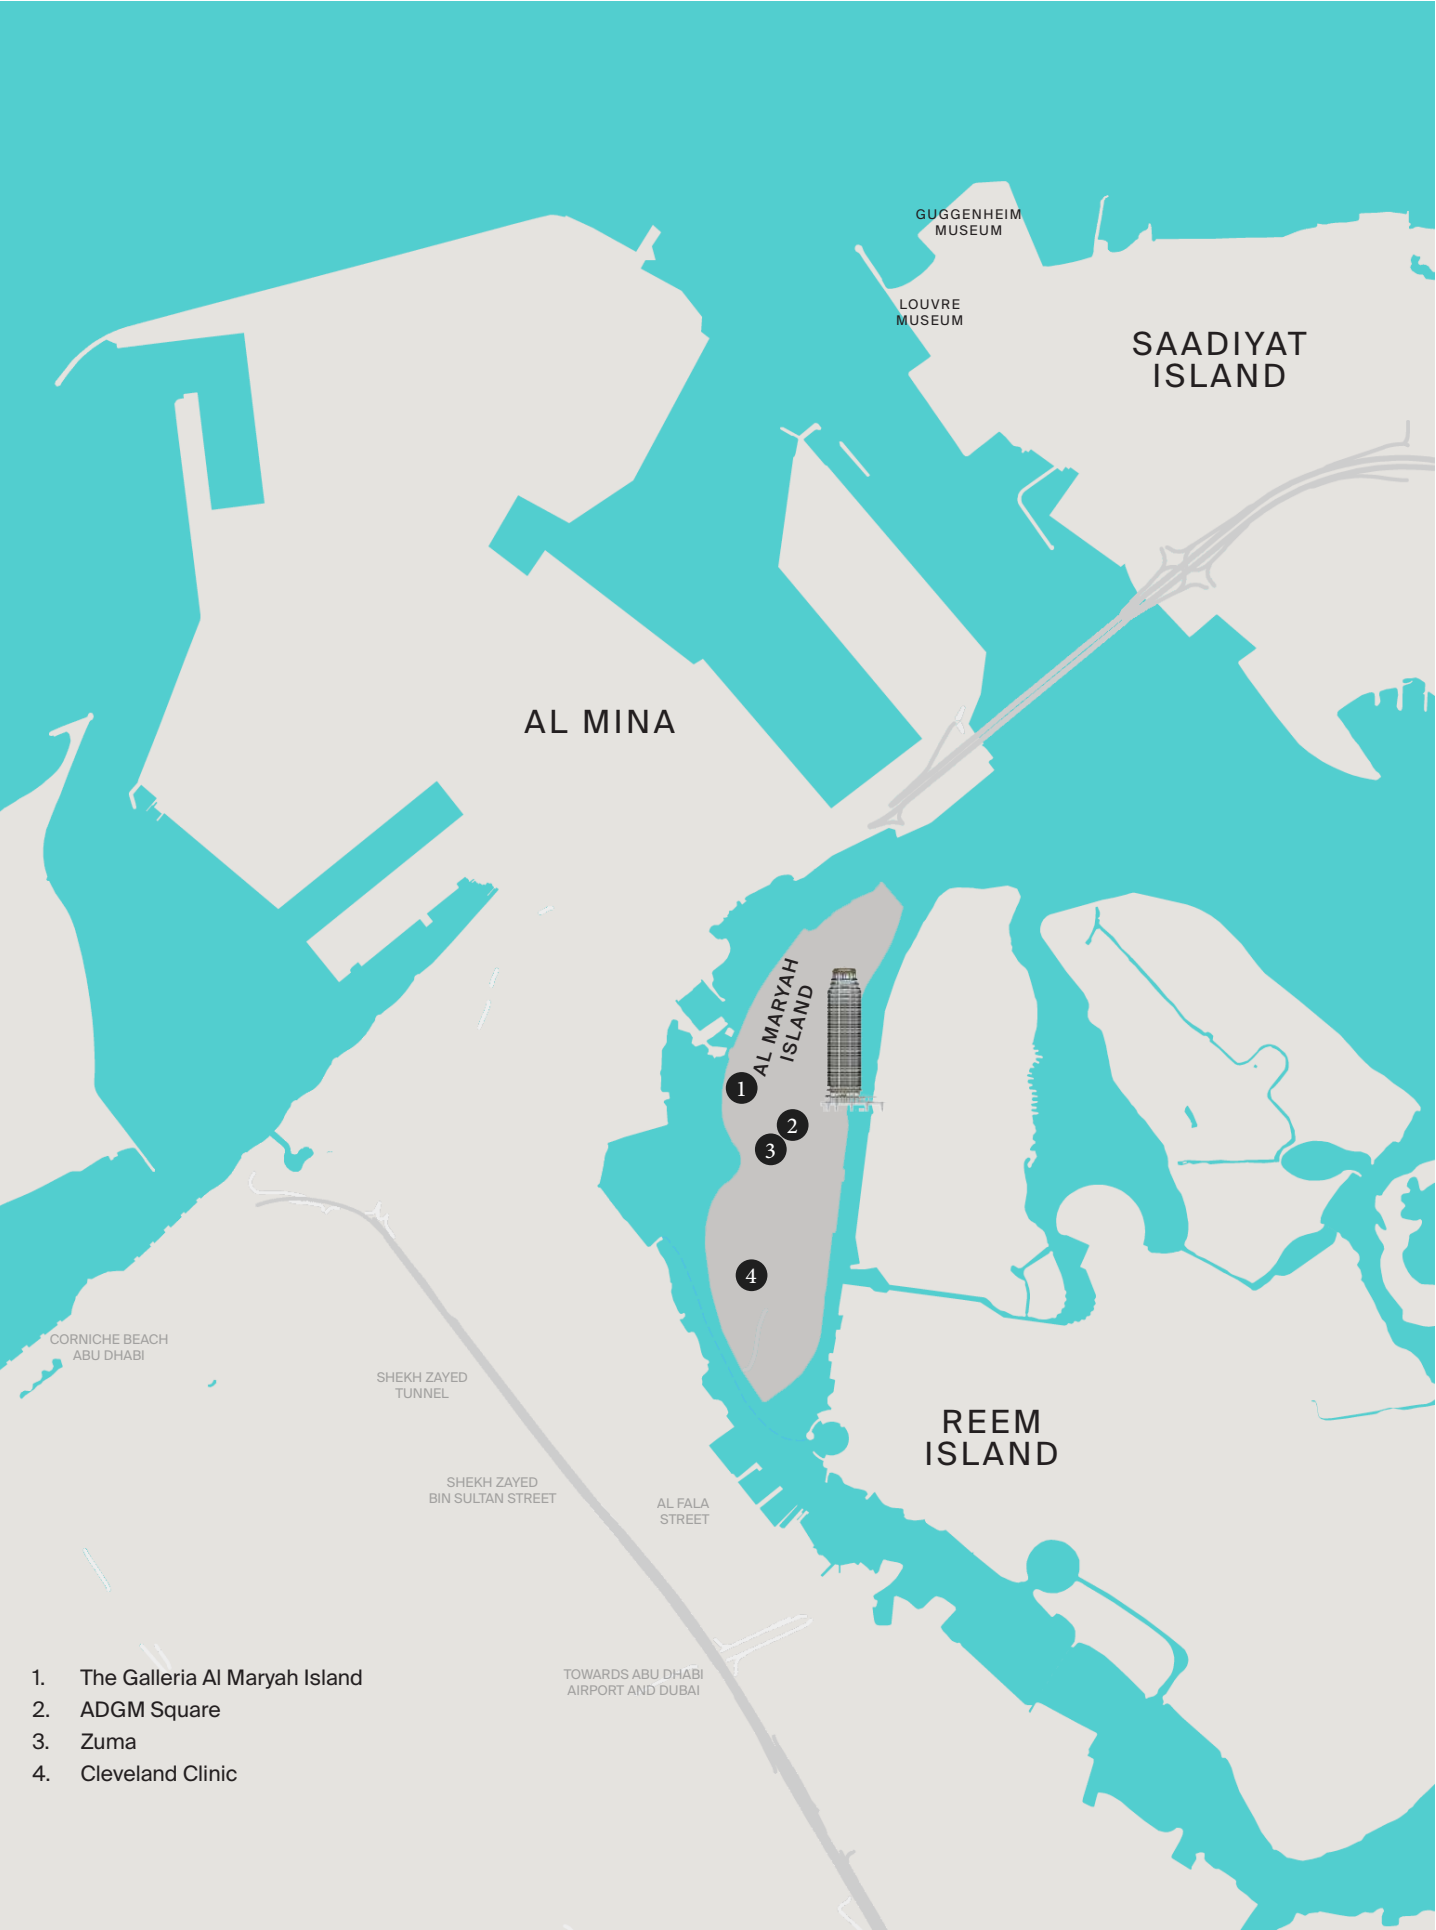 GUGGENHEIM
MUSEUM
LOUVRE
MUSEUM
SAADIYAT
ISLAND
AL MINA
AL MARYAH
ISLAND
1
2
3
4
CORNICHE BEACH
ABU DHABI
SHEKH ZAYED
TUNNEL
REEM
ISLAND
SHEKH ZAYED
BIN SULTAN STREET
AL FALA
STREET
TOWARDS ABU DHABI
AIRPORT AND DUBAI
1. The Galleria Al Maryah Island
2. ADGM Square
3. Zuma
4. Cleveland Clinic